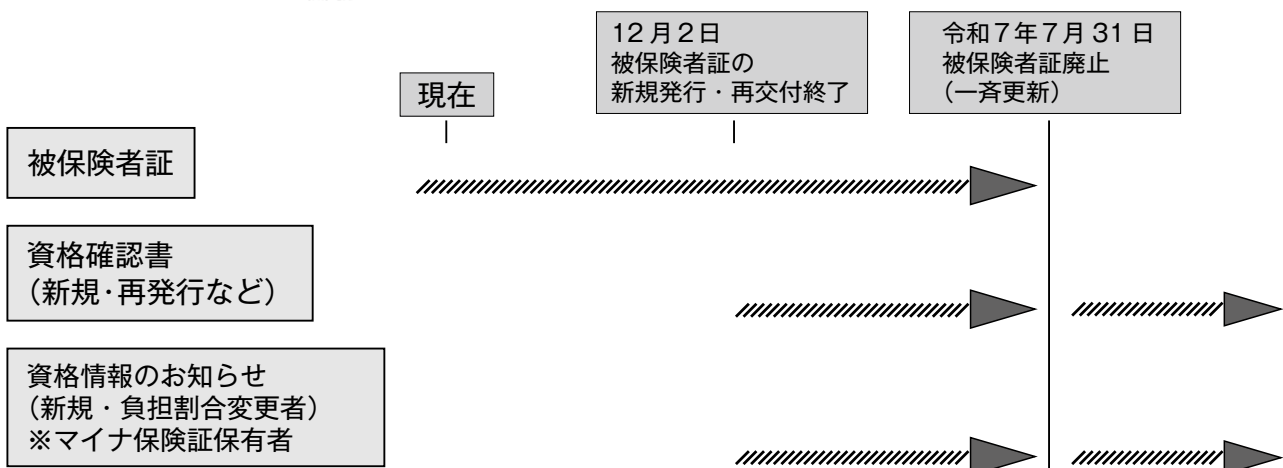 現在
12月2日
被保険者証の
新規発行・再交付終了
令和7年7月31日
被保険者証廃止
（一斉更新）
被保険者証
資格確認書
（新規・再発行など）
資格情報のお知らせ
（新規・負担割合変更者）
※マイナ保険証保有者